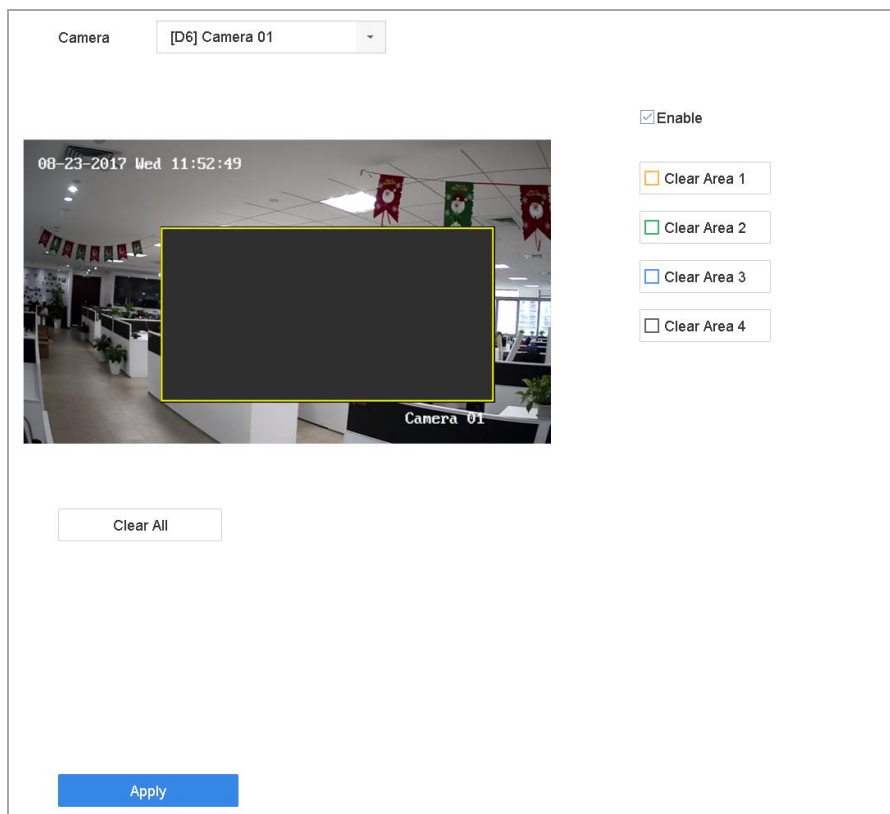 Camera [D6] Camera 01
Enable
08-23-2017 Wed 11:52:49
Clear Area 1
Clear Area 2
Clear Area 3
Clear Area 4
Camera 01
Clear All
Apply